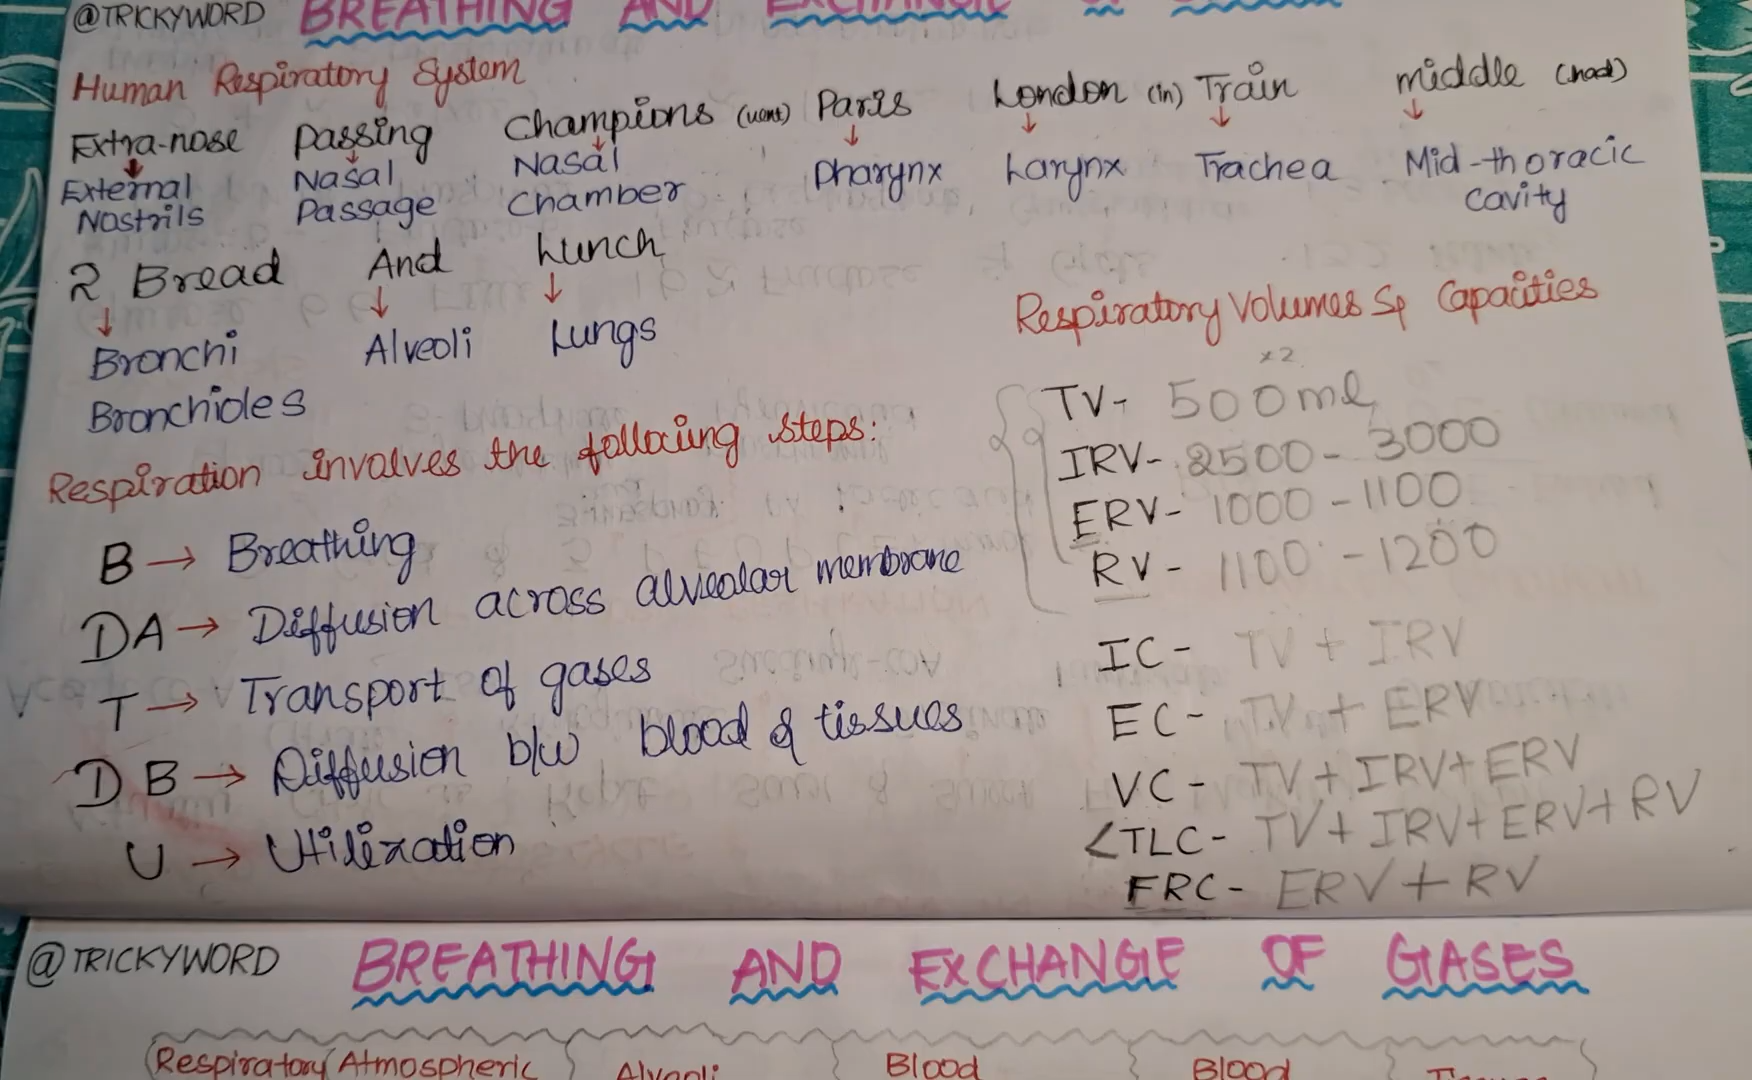 @TRICKYWORD BREATHING AND EXCHANGE OF
Human Respiratory System
Extra-nose Passing Champions (went) Paris London (in) Train middle (had)
External Nostrils
Nasal Passage
Nasal Chamber
Pharynx
Larynx
Trachea
Mid-thoracic cavity
2 Bread And Lunch
Bronchi Alveoli Lungs
Bronchioles
Respiration involves the following steps:
B → Breathing
DA → Diffusion across alveolar membrane
T → Transport of gases
DB → Diffusion b/w blood & tissues
U → Utilization
Respiratory Volumes & Capacities
x2
TV- 500ml
IRV- 2500 - 3000
ERV- 1000 - 1100
RV - 1100 - 1200
IC - TV + IRV
EC - TV + ERV
VC - TV + IRV + ERV
TLC - TV + IRV + ERV + RV
FRC - ERV + RV
@TRICKYWORD BREATHING AND EXCHANGE OF GASES
Respiratory Atmospheric Alveoli Blood Blood